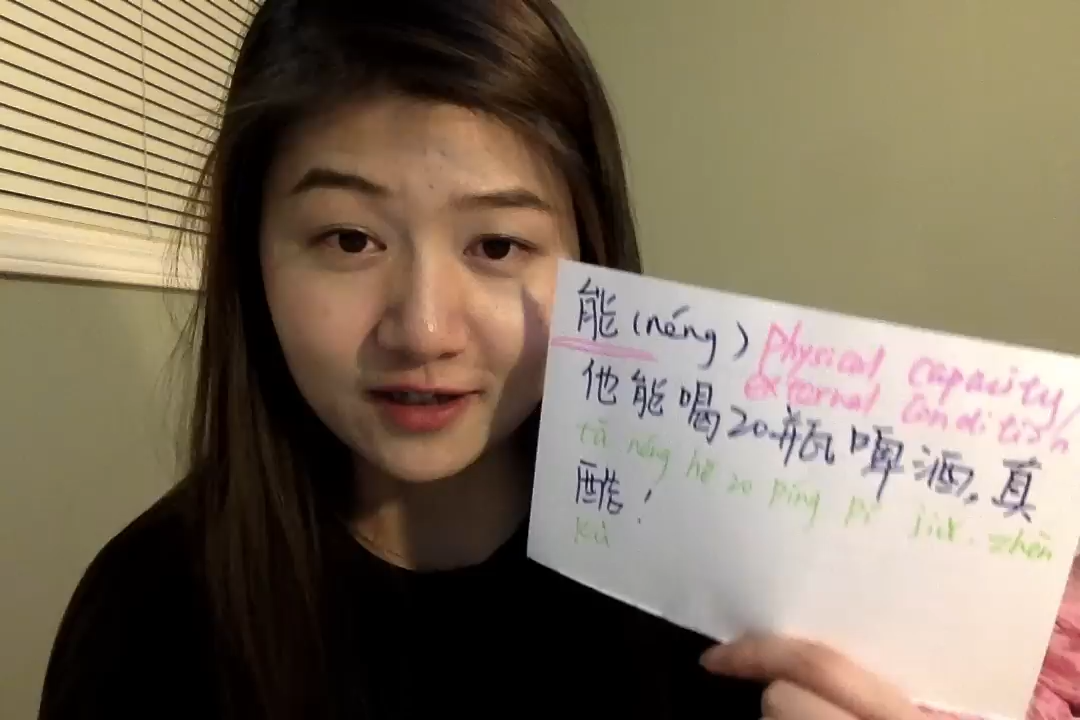 能 (néng) physical capacity/
external condition
他能喝20瓶啤酒,真
tā néng hē 20 píng pí jiǔ. zhēn
酷!
kù